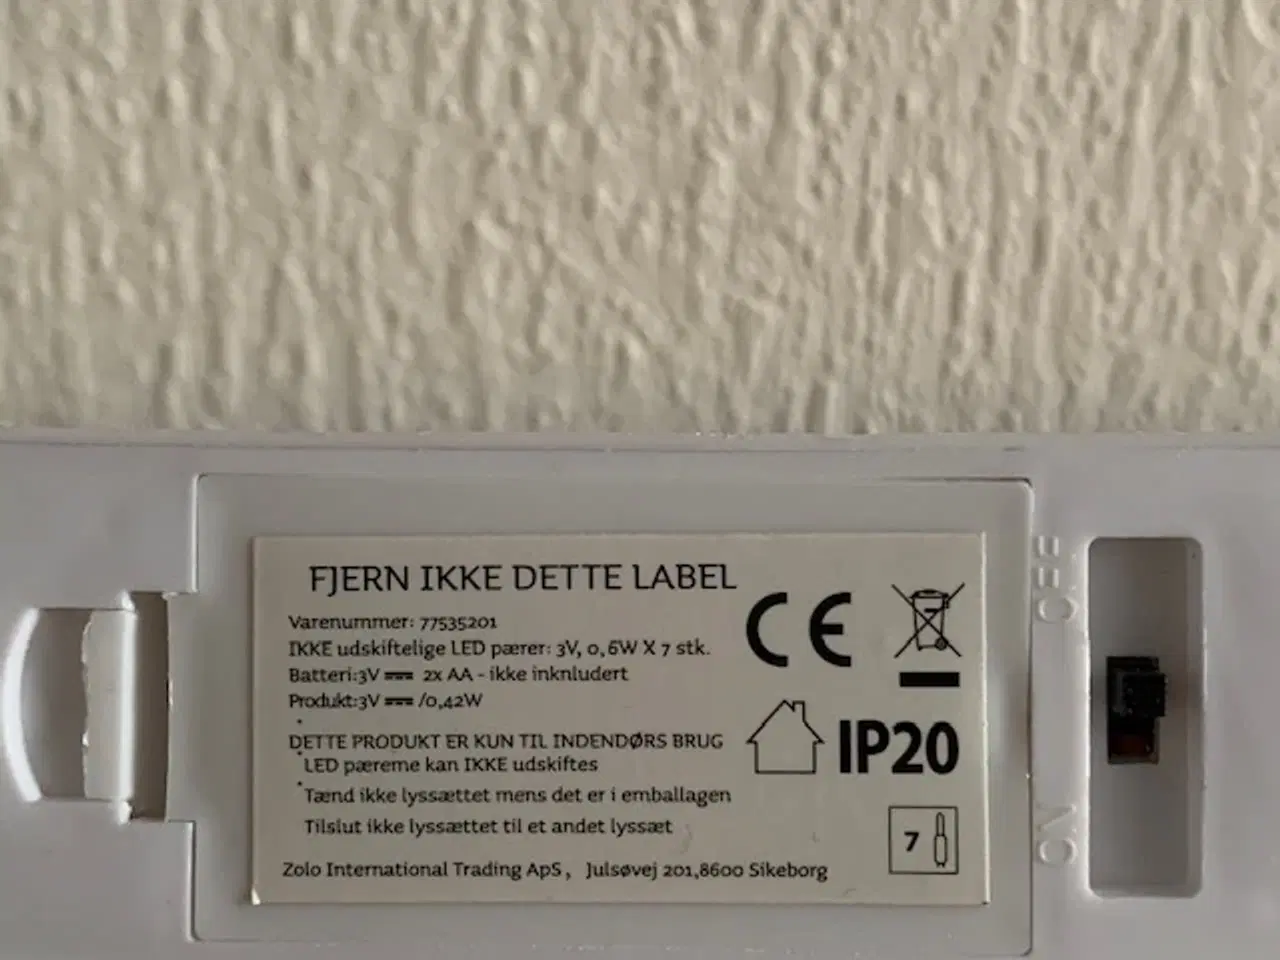 FJERN IKKE DETTE LABEL
Varenummer: 77535201
IKKE udskiftelige LED pærer: 3V, 0,6W X 7 stk.
Batteri:3V 2x AA - ikke inknludert
Produkt:3V /0,42W
DETTE PRODUKT ER KUN TIL INDENDØRS BRUG
LED pæreme kan IKKE udskiftes
Tænd ikke lyssættet mens det er i emballagen
Tilslut ikke lyssættet til et andet lyssæt
Zolo International Trading ApS, Julsøvej 201,8600 Sikeborg
CE
IP20
7
OFF
ON